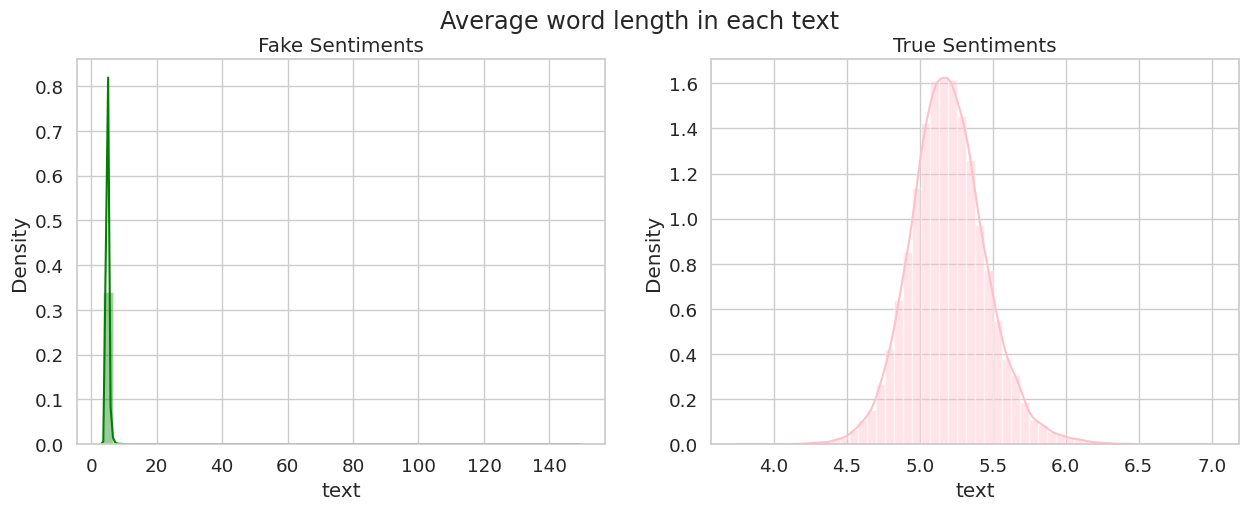 Average word length in each text
Fake Sentiments
True Sentiments
0.8
0.7
0.6
0.5
0.4
0.3
0.2
0.1
0.0
Density
0 20 40 60 80 100 120 140
text
1.6
1.4
1.2
1.0
0.8
0.6
0.4
0.2
0.0
Density
4.0 4.5 5.0 5.5 6.0 6.5 7.0
text